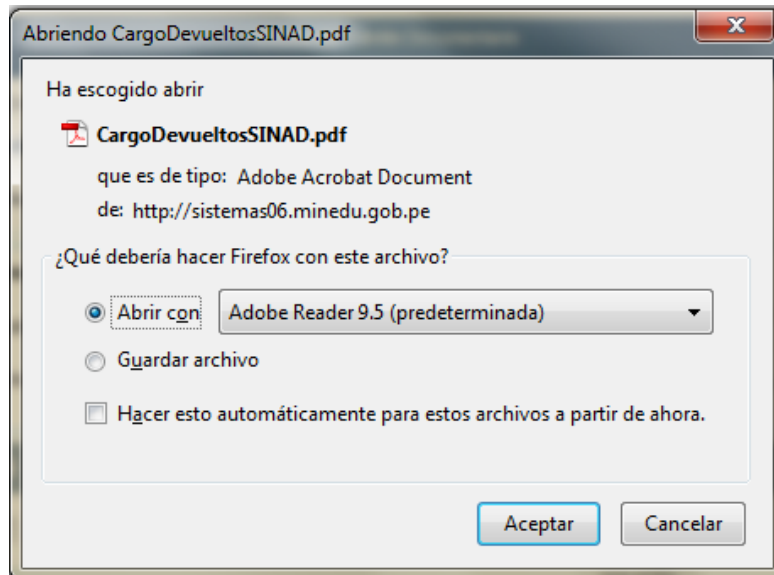 Abriendo CargoDevueltosSINAD.pdf
Ha escogido abrir
CargoDevueltosSINAD.pdf
que es de tipo: Adobe Acrobat Document
de: http://sistemas06.minedu.gob.pe
¿Qué debería hacer Firefox con este archivo?
Abrir con Adobe Reader 9.5 (predeterminada)
Guardar archivo
Hacer esto automáticamente para estos archivos a partir de ahora.
Aceptar Cancelar